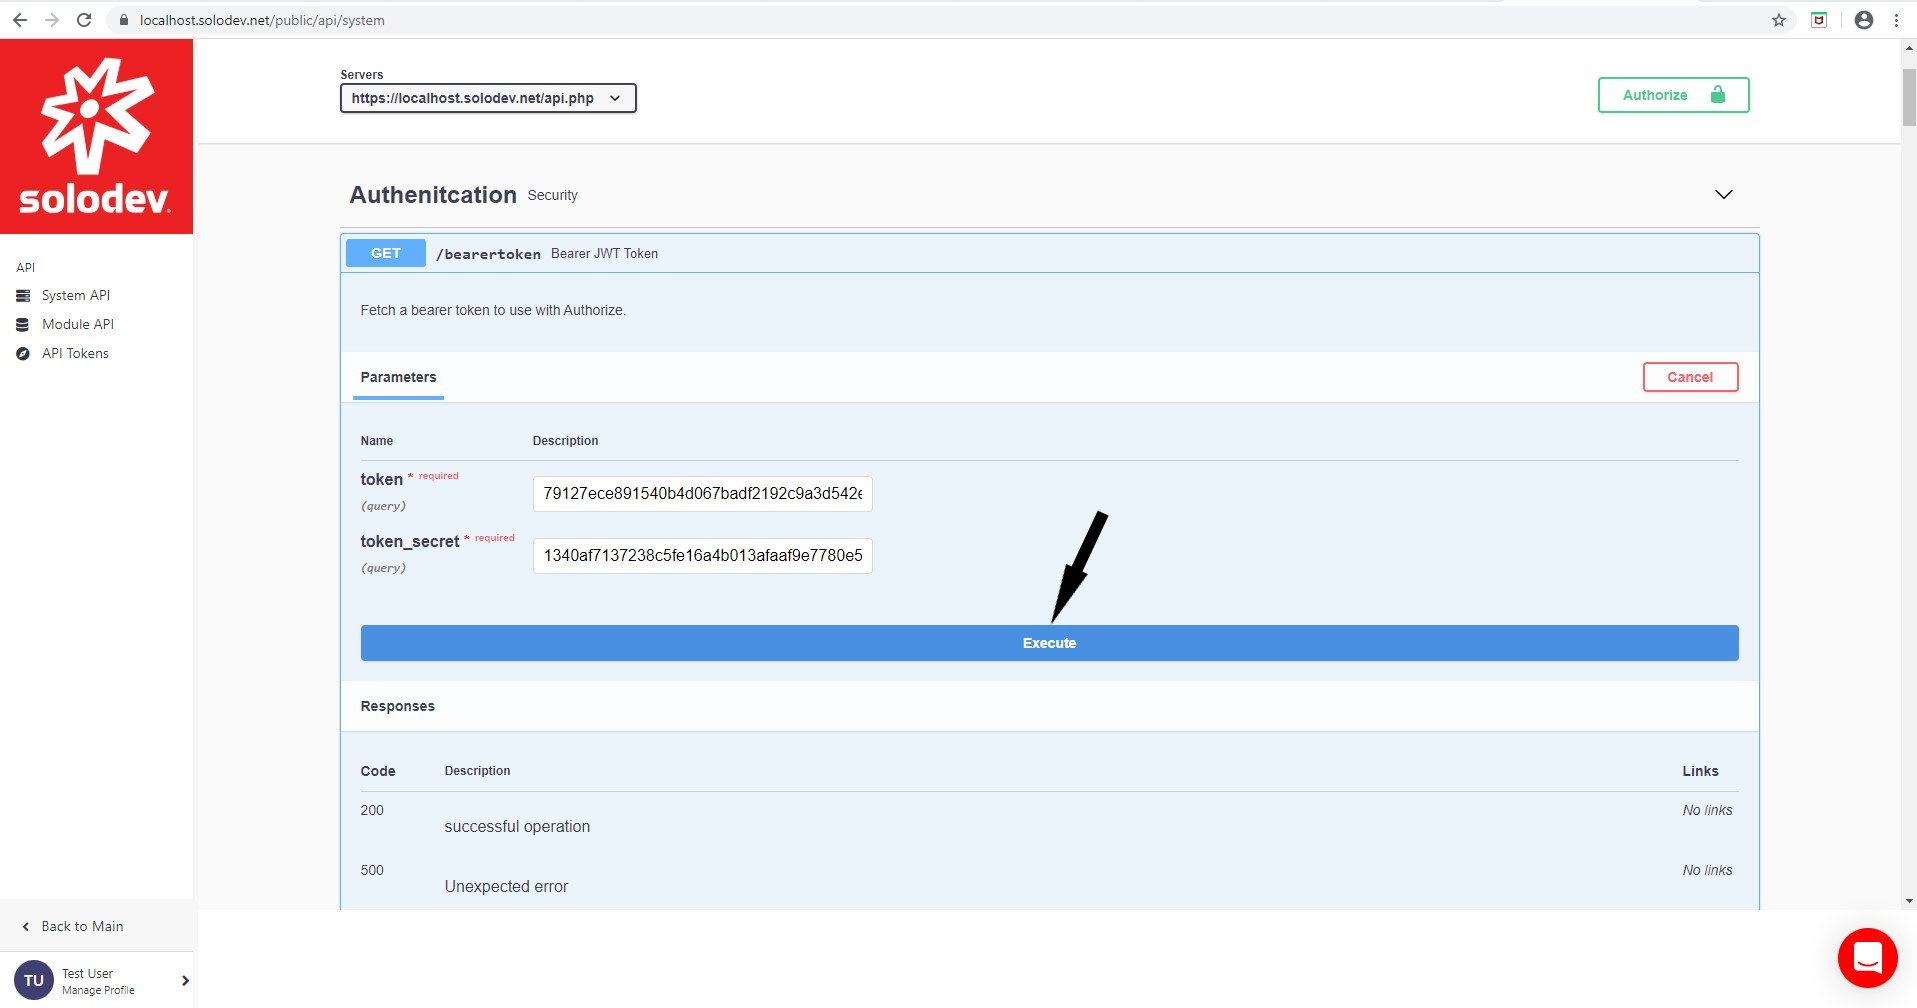 localhost.solodev.net/public/api/system
solodev
API
System API
Module API
API Tokens
Back to Main
TU
Test User
Manage Profile
Servers
https://localhost.solodev.net/api.php
Authorize
Authenitcation Security
GET /bearertoken Bearer JWT Token
Fetch a bearer token to use with Authorize.
Parameters
Cancel
Name Description
token * required
(query)
79127ece891540b4d067badf2192c9a3d542e
token_secret * required
(query)
1340af7137238c5fe16a4b013afaaf9e7780e5
Execute
Responses
Code Description Links
200 No links
successful operation
500 No links
Unexpected error